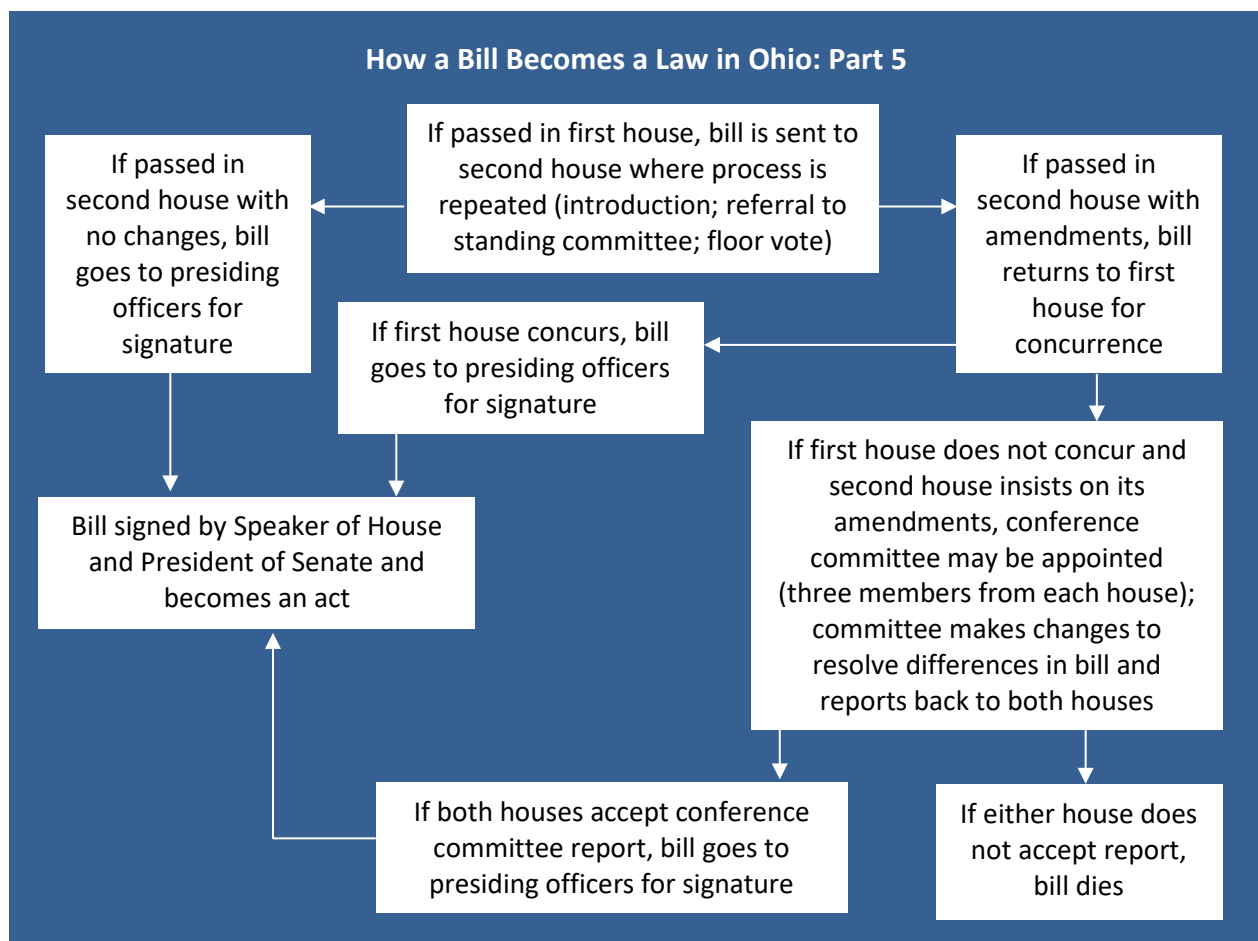 How a Bill Becomes a Law in Ohio: Part 5
If passed in first house, bill is sent to
second house where process is
repeated (introduction; referral to
standing committee; floor vote)
If passed in
second house with
no changes, bill
goes to presiding
officers for
signature
If passed in
second house with
amendments, bill
returns to first
house for
concurrence
If first house concurs, bill
goes to presiding officers
for signature
If first house does not concur and
second house insists on its
amendments, conference
committee may be appointed
(three members from each house);
committee makes changes to
resolve differences in bill and
reports back to both houses
Bill signed by Speaker of House
and President of Senate and
becomes an act
If both houses accept conference
committee report, bill goes to
presiding officers for signature
If either house does
not accept report,
bill dies